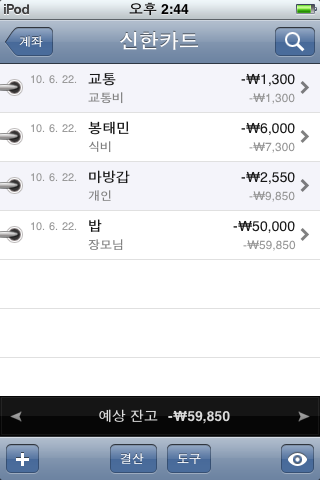 iPod 오후 2:44
계좌 신한카드
10. 6. 22. 교통 -₩1,300
교통비 -₩1,300
10. 6. 22. 봉태민 -₩6,000
식비 -₩7,300
10. 6. 22. 마방갑 -₩2,550
개인 -₩9,850
10. 6. 22. 밥 -₩50,000
장모님 -₩59,850
예상 잔고 -₩59,850
결산 도구